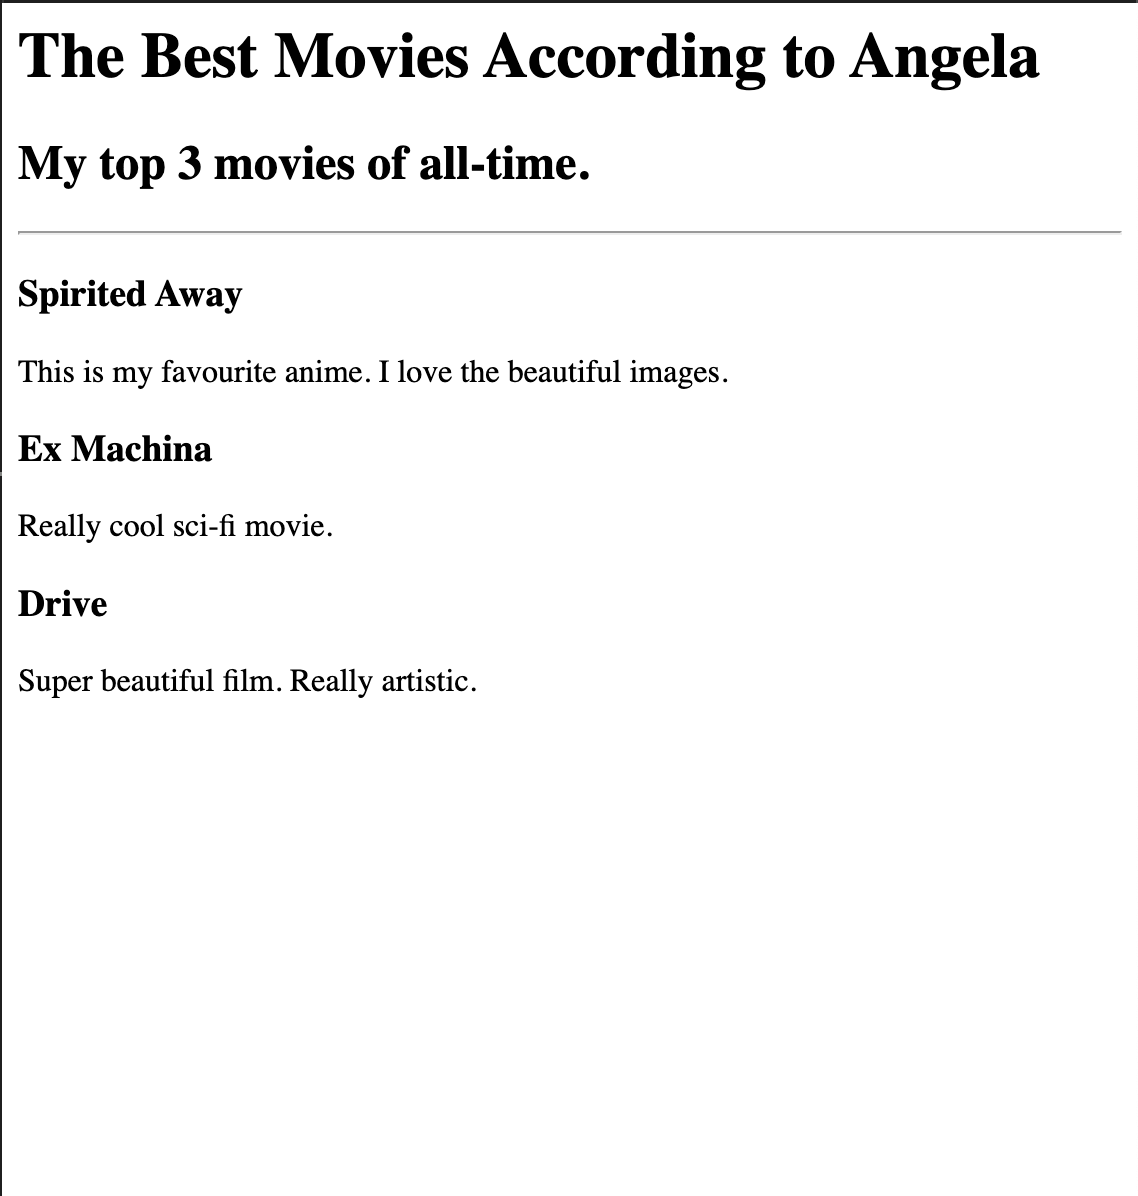 The Best Movies According to Angela
My top 3 movies of all-time.
Spirited Away
This is my favourite anime. I love the beautiful images.
Ex Machina
Really cool sci-fi movie.
Drive
Super beautiful film. Really artistic.